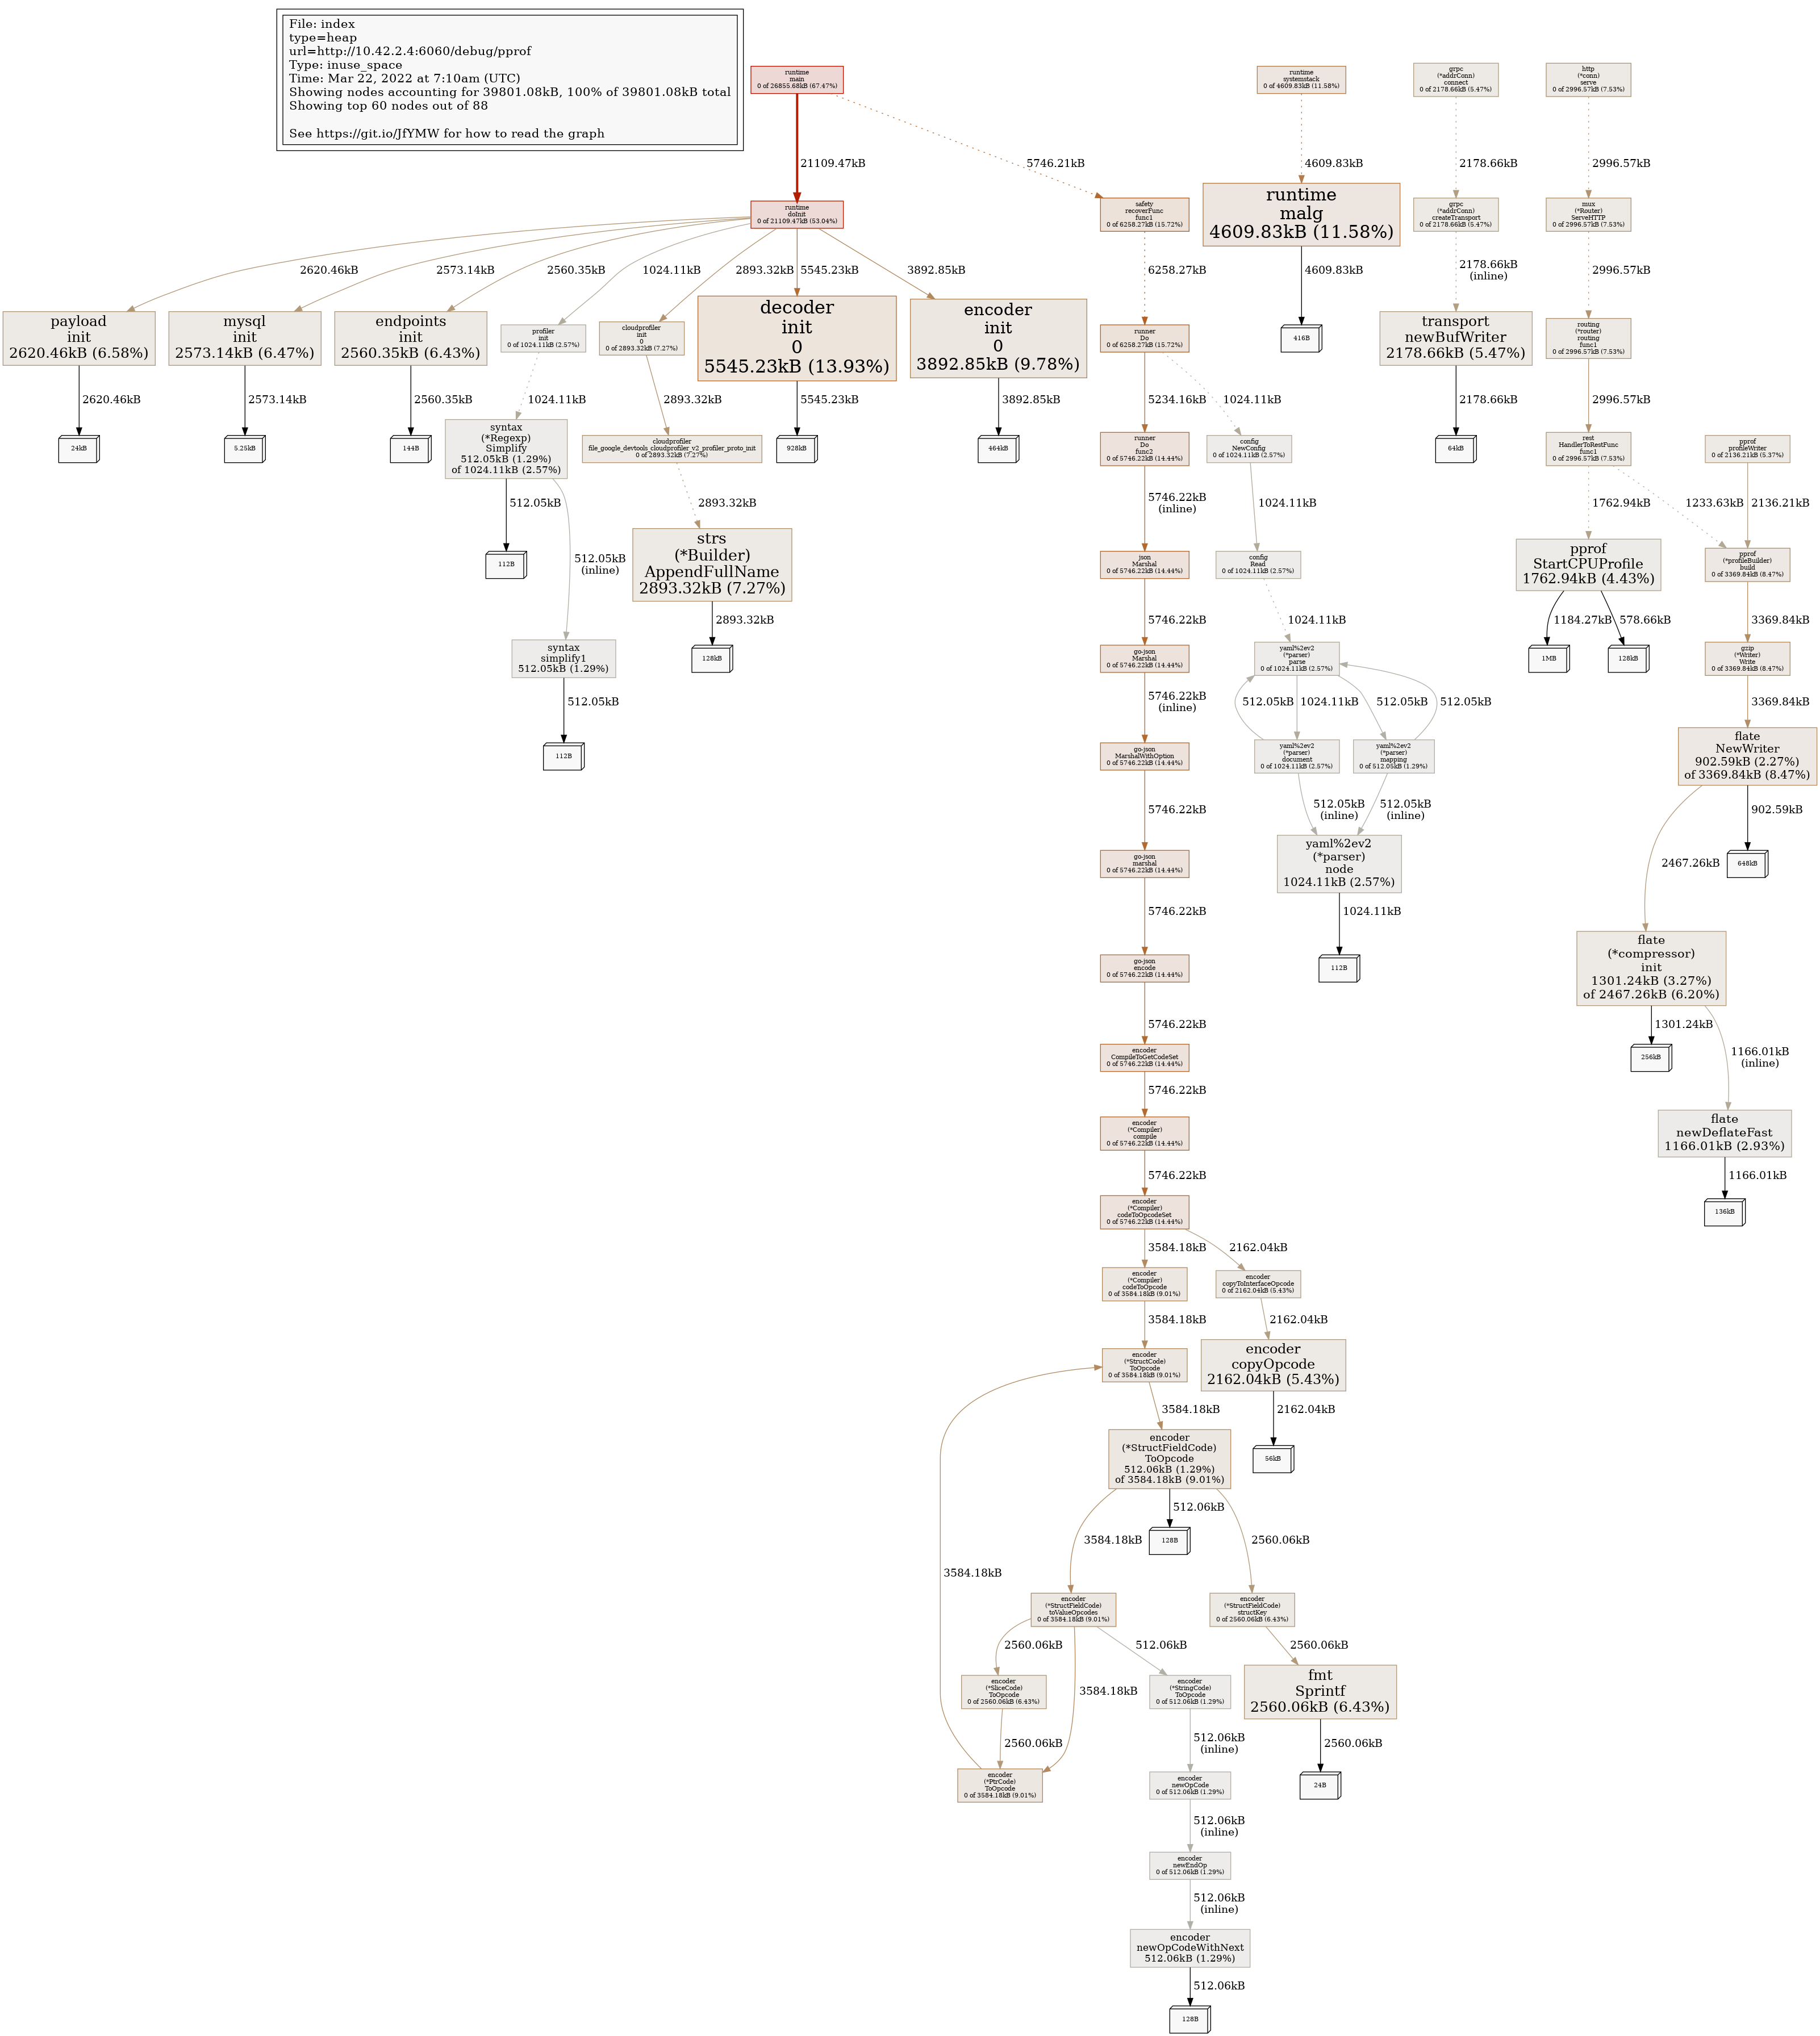 File: index
type=heap
url=http://10.42.2.4:6060/debug/pprof
Type: inuse_space
Time: Mar 22, 2022 at 7:10am (UTC)
Showing nodes accounting for 39801.08kB, 100% of 39801.08kB total
Showing top 60 nodes out of 88
See https://git.io/JfYMW for how to read the graph
runtime
main
0 of 26855.68kB (67.47%)
runtime
systemstack
0 of 4609.83kB (11.58%)
grpc
(*addrConn)
connect
0 of 2178.66kB (5.47%)
http
(*conn)
serve
0 of 2996.57kB (7.53%)
21109.47kB
5746.21kB
4609.83kB
2178.66kB
2996.57kB
runtime
doInit
0 of 21109.47kB (53.04%)
safety
recoverFunc
func1
0 of 6258.27kB (15.72%)
runtime
malg
4609.83kB (11.58%)
grpc
(*addrConn)
createTransport
0 of 2178.66kB (5.47%)
mux
(*Router)
ServeHTTP
0 of 2996.57kB (7.53%)
2620.46kB
2573.14kB
2560.35kB
1024.11kB
2893.32kB
5545.23kB
3892.85kB
6258.27kB
4609.83kB
2178.66kB
(inline)
2996.57kB
payload
init
2620.46kB (6.58%)
mysql
init
2573.14kB (6.47%)
endpoints
init
2560.35kB (6.43%)
profiler
init
0 of 1024.11kB (2.57%)
cloudprofiler
init
0
0 of 2893.32kB (7.27%)
decoder
init
0
5545.23kB (13.93%)
encoder
init
0
3892.85kB (9.78%)
runner
Do
0 of 6258.27kB (15.72%)
416B
transport
newBufWriter
2178.66kB (5.47%)
routing
(*router)
routing
func1
0 of 2996.57kB (7.53%)
2620.46kB
2573.14kB
2560.35kB
1024.11kB
2893.32kB
5545.23kB
3892.85kB
5234.16kB
1024.11kB
2178.66kB
2996.57kB
24kB
5.25kB
144B
syntax
(*Regexp)
Simplify
512.05kB (1.29%)
of 1024.11kB (2.57%)
cloudprofiler
file_google_devtools_cloudprofiler_v2_profiler_proto_init
0 of 2893.32kB (7.27%)
928kB
464kB
runner
Do
func2
0 of 5746.22kB (14.44%)
config
NewConfig
0 of 1024.11kB (2.57%)
64kB
rest
HandlerToRestFunc
func1
0 of 2996.57kB (7.53%)
pprof
profileWriter
0 of 2136.21kB (5.37%)
512.05kB
512.05kB
(inline)
2893.32kB
5746.22kB
(inline)
1024.11kB
1762.94kB
1233.63kB
2136.21kB
112B
strs
(*Builder)
AppendFullName
2893.32kB (7.27%)
json
Marshal
0 of 5746.22kB (14.44%)
config
Read
0 of 1024.11kB (2.57%)
pprof
StartCPUProfile
1762.94kB (4.43%)
pprof
(*profileBuilder)
build
0 of 3369.84kB (8.47%)
2893.32kB
5746.22kB
1024.11kB
1184.27kB
578.66kB
3369.84kB
syntax
simplify1
512.05kB (1.29%)
128kB
go-json
Marshal
0 of 5746.22kB (14.44%)
yaml%2ev2
(*parser)
parse
0 of 1024.11kB (2.57%)
1MB
128kB
gzip
(*Writer)
Write
0 of 3369.84kB (8.47%)
512.05kB
5746.22kB
(inline)
512.05kB
1024.11kB
512.05kB
512.05kB
3369.84kB
112B
go-json
MarshalWithOption
0 of 5746.22kB (14.44%)
yaml%2ev2
(*parser)
document
0 of 1024.11kB (2.57%)
yaml%2ev2
(*parser)
mapping
0 of 512.05kB (1.29%)
flate
NewWriter
902.59kB (2.27%)
of 3369.84kB (8.47%)
5746.22kB
512.05kB
(inline)
512.05kB
(inline)
2467.26kB
902.59kB
go-json
marshal
0 of 5746.22kB (14.44%)
yaml%2ev2
(*parser)
node
1024.11kB (2.57%)
648kB
5746.22kB
1024.11kB
go-json
encode
0 of 5746.22kB (14.44%)
112B
flate
(*compressor)
init
1301.24kB (3.27%)
of 2467.26kB (6.20%)
5746.22kB
1301.24kB
1166.01kB
(inline)
encoder
CompileToGetCodeSet
0 of 5746.22kB (14.44%)
256kB
5746.22kB
encoder
(*Compiler)
compile
0 of 5746.22kB (14.44%)
flate
newDeflateFast
1166.01kB (2.93%)
5746.22kB
1166.01kB
encoder
(*Compiler)
codeToOpcodeSet
0 of 5746.22kB (14.44%)
136kB
3584.18kB
2162.04kB
encoder
(*Compiler)
codeToOpcode
0 of 3584.18kB (9.01%)
encoder
copyToInterfaceOpcode
0 of 2162.04kB (5.43%)
3584.18kB
2162.04kB
encoder
(*StructCode)
ToOpcode
0 of 3584.18kB (9.01%)
encoder
copyOpcode
2162.04kB (5.43%)
3584.18kB
2162.04kB
encoder
(*StructFieldCode)
ToOpcode
512.06kB (1.29%)
of 3584.18kB (9.01%)
56kB
3584.18kB
3584.18kB
512.06kB
2560.06kB
128B
encoder
(*StructFieldCode)
toValueOpcodes
0 of 3584.18kB (9.01%)
encoder
(*StructFieldCode)
structKey
0 of 2560.06kB (6.43%)
2560.06kB
3584.18kB
512.06kB
2560.06kB
encoder
(*SliceCode)
ToOpcode
0 of 2560.06kB (6.43%)
encoder
(*StringCode)
ToOpcode
0 of 512.06kB (1.29%)
fmt
Sprintf
2560.06kB (6.43%)
2560.06kB
512.06kB
(inline)
2560.06kB
encoder
(*PtrCode)
ToOpcode
0 of 3584.18kB (9.01%)
encoder
newOpCode
0 of 512.06kB (1.29%)
24B
512.06kB
(inline)
encoder
newEndOp
0 of 512.06kB (1.29%)
512.06kB
(inline)
encoder
newOpCodeWithNext
512.06kB (1.29%)
512.06kB
128B